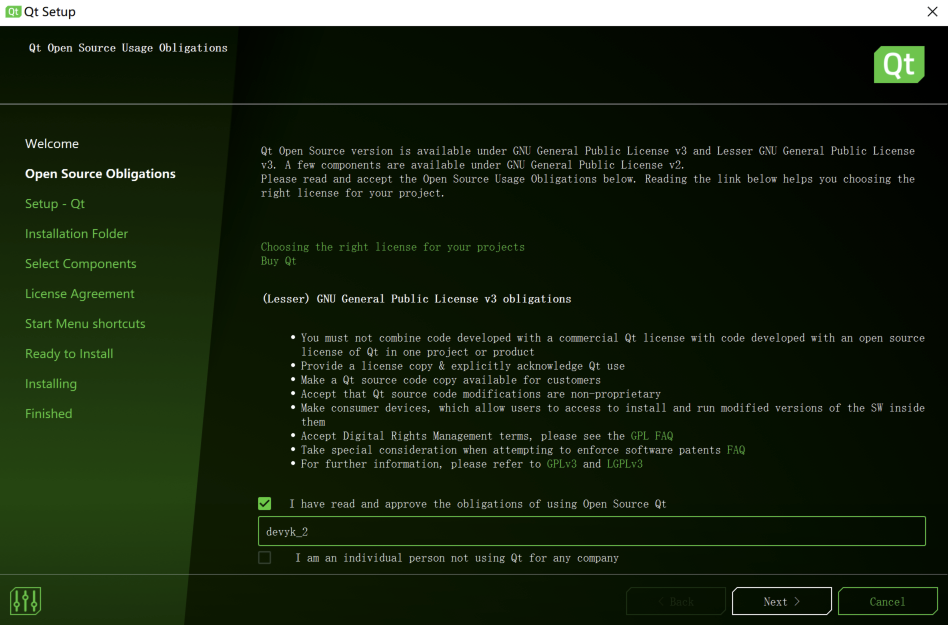 Qt Qt Setup
Qt Open Source Usage Obligations
Qt
Welcome
Open Source Obligations
Setup - Qt
Installation Folder
Select Components
License Agreement
Start Menu shortcuts
Ready to Install
Installing
Finished
Qt Open Source version is available under GNU General Public License v3 and Lesser GNU General Public License
v3. A few components are available under GNU General Public License v2.
Please read and accept the Open Source Usage Obligations below. Reading the link below helps you choosing the
right license for your project.
Choosing the right license for your projects
Buy Qt
(Lesser) GNU General Public License v3 obligations
• You must not combine code developed with a commercial Qt license with code developed with an open source
license of Qt in one project or product
• Provide a license copy & explicitly acknowledge Qt use
• Make a Qt source code copy available for customers
• Accept that Qt source code modifications are non-proprietary
• Make consumer devices, which allow users to access to install and run modified versions of the SW inside
them
• Accept Digital Rights Management terms, please see the GPL FAQ
• Take special consideration when attempting to enforce software patents FAQ
• For further information, please refer to GPLv3 and LGPLv3
I have read and approve the obligations of using Open Source Qt
devyk_2
I am an individual person not using Qt for any company
< Back
Next >
Cancel